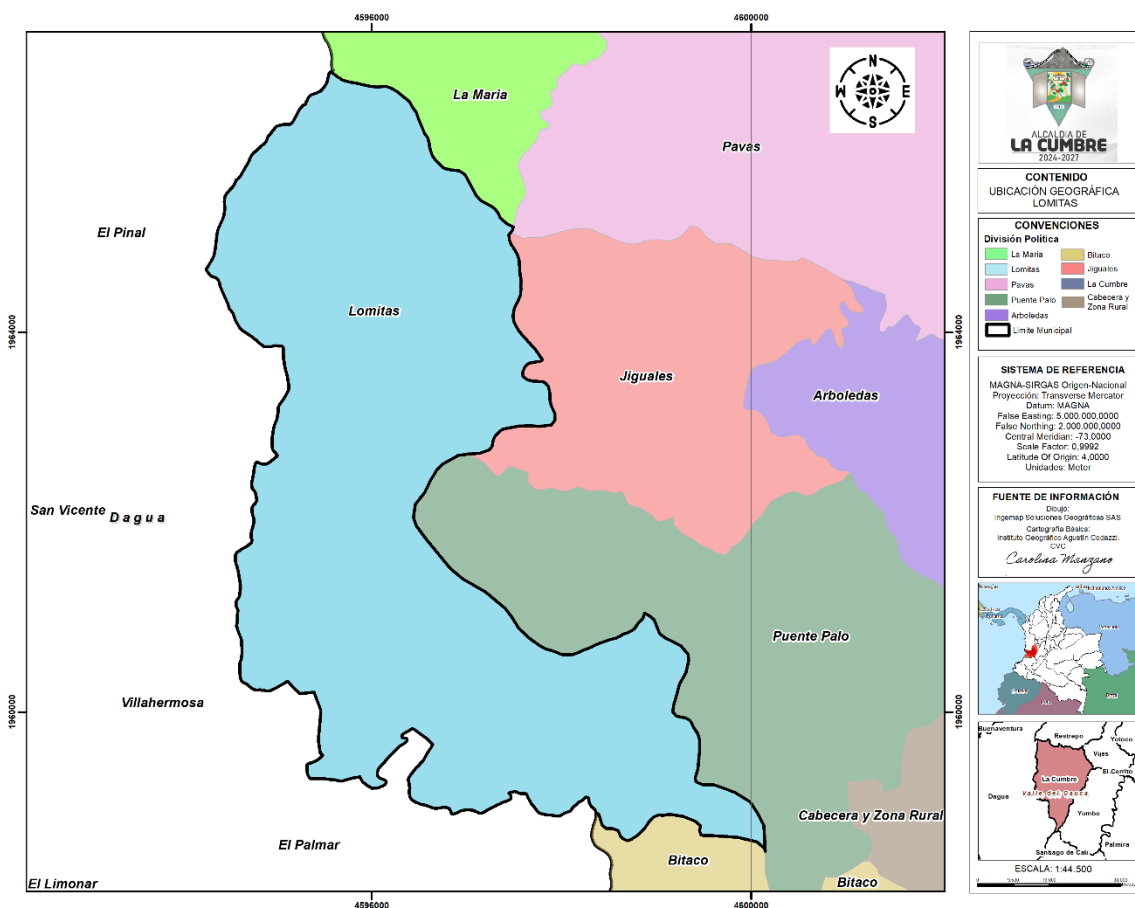 4596000
4600000
La Maria
Pavas
N
W
E
S
El Pinal
Lomitas
1964000
1964000
Jiguales
Arboledas
San Vicente
Dagua
Puente Palo
Villahermosa
1960000
1960000
Cabecera y Zona Rural
El Palmar
Bitaco
El Limonar
Bitaco
4596000
4600000
ALCALDIA DE
LA CUMBRE
2024-2027
CONTENIDO
UBICACIÓN GEOGRÁFICA
LOMITAS
CONVENCIONES
División Política
La Maria
Lomitas
Pavas
Puente Palo
Arboledas
Bitaco
Jiguales
La Cumbre
Cabecera y
Zona Rural
Limite Municipal
SISTEMA DE REFERENCIA
MAGNA-SIRGAS Origen-Nacional
Proyección: Transverse Mercator
Datum: MAGNA
False Easting: 5.000.000,0000
False Northing: 2.000.000,0000
Central Meridian: -73,0000
Scale Factor: 0,9992
Latitude Of Origin: 4,0000
Unidades: Meter
FUENTE DE INFORMACIÓN
Dibujo:
Ingemap Soluciones Geográficas SAS
Cartografía Básica:
Instituto Geográfico Agustín Codazzi.
CVC
Carolina Manzano
Buenaventura
Restrepo
Yotoco
Vijes
El Cerrito
La Cumbre
Dagua
Valle del Cauca
Yumbo
Palmira
Santiago de Cali
ESCALA: 1:44.500